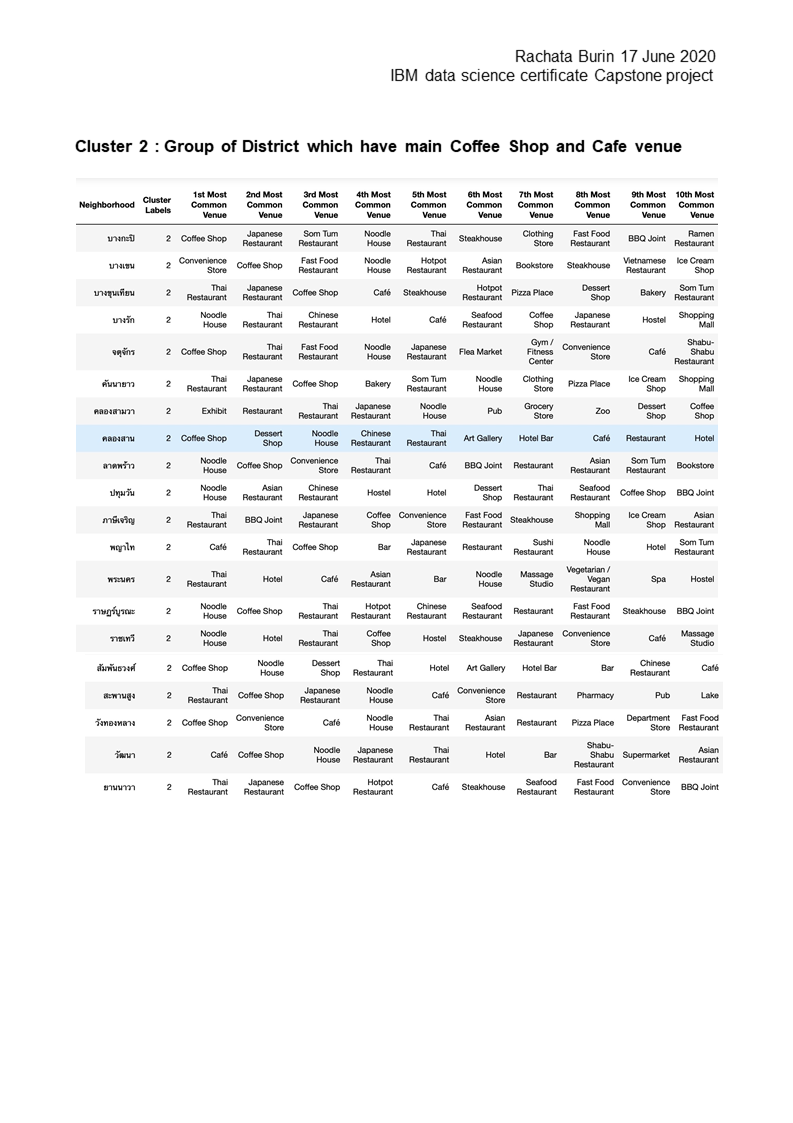 Rachata Burin 17 June 2020
IBM data science certificate Capstone project
Cluster 2 : Group of District which have main Coffee Shop and Cafe venue
Neighborhood Cluster Labels 1st Most Common Venue 2nd Most Common Venue 3rd Most Common Venue 4th Most Common Venue 5th Most Common Venue 6th Most Common Venue 7th Most Common Venue 8th Most Common Venue 9th Most Common Venue 10th Most Common Venue
บางกะปิ 2 Coffee Shop Japanese Restaurant Som Tum Restaurant Noodle House Thai Restaurant Steakhouse Clothing Store Fast Food Restaurant BBQ Joint Ramen Restaurant
บางเขน 2 Convenience Store Coffee Shop Fast Food Restaurant Noodle House Hotpot Restaurant Asian Restaurant Bookstore Steakhouse Vietnamese Restaurant Ice Cream Shop
บางขุนเทียน 2 Thai Restaurant Japanese Restaurant Coffee Shop Café Steakhouse Hotpot Restaurant Pizza Place Dessert Shop Bakery Som Tum Restaurant
บางรัก 2 Noodle House Thai Restaurant Chinese Restaurant Hotel Café Seafood Restaurant Coffee Shop Japanese Restaurant Hostel Shopping Mall
จตุจักร 2 Coffee Shop Thai Restaurant Fast Food Restaurant Noodle House Japanese Restaurant Flea Market Gym / Fitness Center Convenience Store Café Shabu-Shabu Restaurant
คันนายาว 2 Thai Restaurant Japanese Restaurant Coffee Shop Bakery Som Tum Restaurant Noodle House Clothing Store Pizza Place Ice Cream Shop Shopping Mall
คลองสามวา 2 Exhibit Restaurant Thai Restaurant Japanese Restaurant Noodle House Pub Grocery Store Zoo Dessert Shop Coffee Shop
คลองสาน 2 Coffee Shop Dessert Shop Noodle House Chinese Restaurant Thai Restaurant Art Gallery Hotel Bar Café Restaurant Hotel
ลาดพร้าว 2 Noodle House Coffee Shop Convenience Store Thai Restaurant Café BBQ Joint Restaurant Asian Restaurant Som Tum Restaurant Bookstore
ปทุมวัน 2 Noodle House Asian Restaurant Chinese Restaurant Hostel Hotel Dessert Shop Thai Restaurant Seafood Restaurant Coffee Shop BBQ Joint
ภาษีเจริญ 2 Thai Restaurant BBQ Joint Japanese Restaurant Coffee Shop Convenience Store Fast Food Restaurant Steakhouse Shopping Mall Ice Cream Shop Asian Restaurant
พญาไท 2 Café Thai Restaurant Coffee Shop Bar Japanese Restaurant Restaurant Sushi Restaurant Noodle House Hotel Som Tum Restaurant
พระนคร 2 Thai Restaurant Hotel Café Asian Restaurant Bar Noodle House Massage Studio Vegetarian / Vegan Restaurant Spa Hostel
ราษฎร์บูรณะ 2 Noodle House Coffee Shop Thai Restaurant Hotpot Restaurant Chinese Restaurant Seafood Restaurant Restaurant Fast Food Restaurant Steakhouse BBQ Joint
ราชเทวี 2 Noodle House Hotel Thai Restaurant Coffee Shop Hostel Steakhouse Japanese Restaurant Convenience Store Café Massage Studio
สัมพันธวงศ์ 2 Coffee Shop Noodle House Dessert Shop Thai Restaurant Hotel Art Gallery Hotel Bar Bar Chinese Restaurant Café
สะพานสูง 2 Thai Restaurant Coffee Shop Japanese Restaurant Noodle House Café Convenience Store Restaurant Pharmacy Pub Lake
วังทองหลาง 2 Coffee Shop Convenience Store Café Noodle House Thai Restaurant Asian Restaurant Restaurant Pizza Place Department Store Fast Food Restaurant
วัฒนา 2 Café Coffee Shop Noodle House Japanese Restaurant Thai Restaurant Hotel Bar Shabu-Shabu Restaurant Supermarket Asian Restaurant
ยานนาวา 2 Thai Restaurant Japanese Restaurant Coffee Shop Hotpot Restaurant Café Steakhouse Seafood Restaurant Fast Food Restaurant Convenience Store BBQ Joint